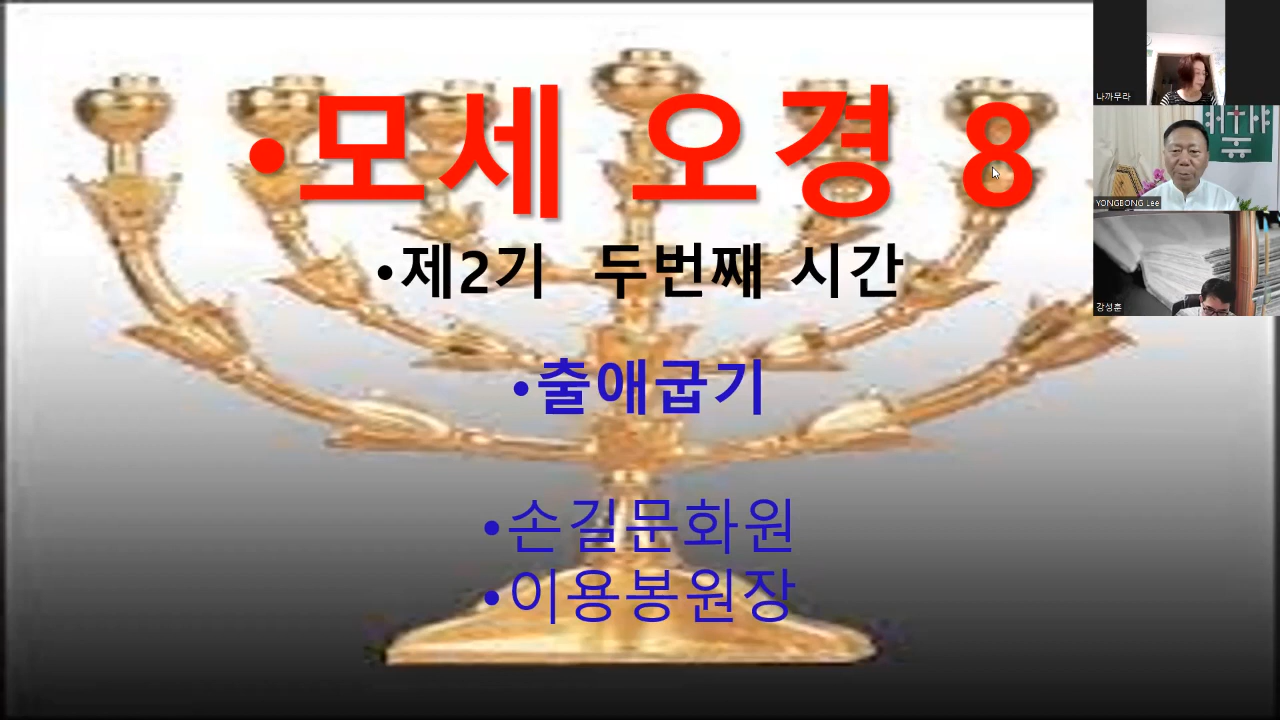 •모세 오경 8
•제2기 두번째 시간
•출애굽기
•손길문화원
•이용봉원장
나까무라
YONGBONG Lee
강성훈